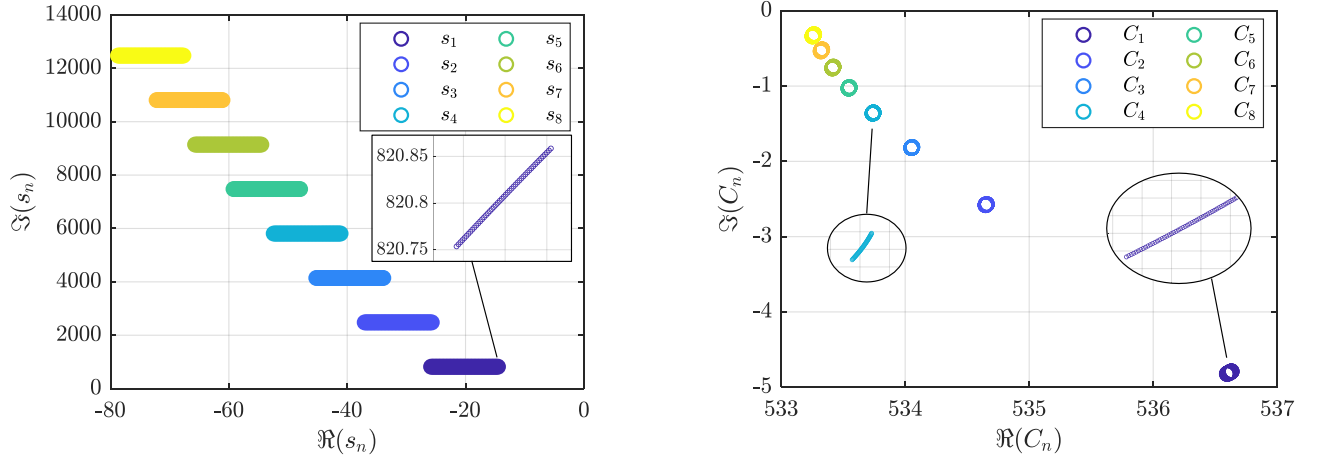 14000
12000
10000
8000
6000
4000
2000
0
ℑ(s_n)
-80
-60
-40
-20
0
ℜ(s_n)
s_1 s_5
s_2 s_6
s_3 s_7
s_4 s_8
820.85
820.8
820.75
0
-1
-2
-3
-4
-5
ℑ(C_n)
533
534
535
536
537
ℜ(C_n)
C_1 C_5
C_2 C_6
C_3 C_7
C_4 C_8